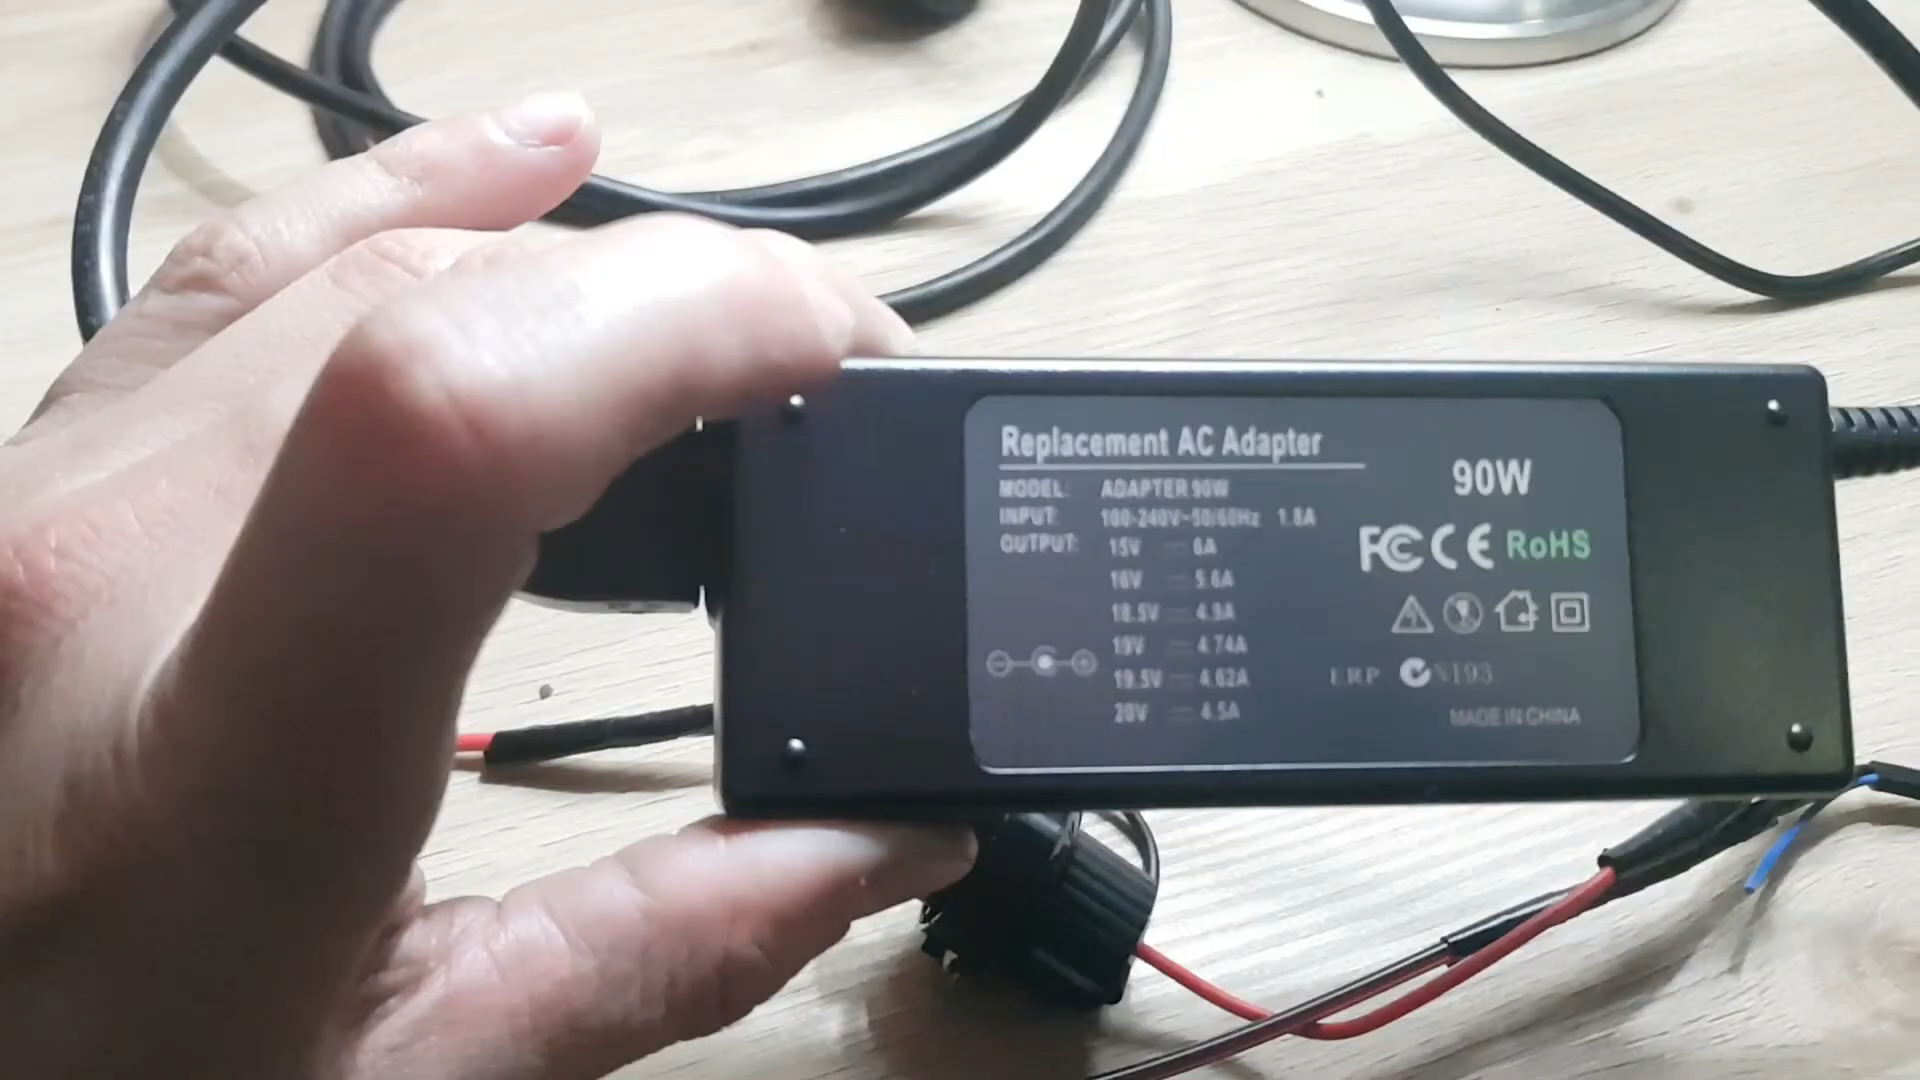 Replacement AC Adapter
90W
MODEL: ADAPTER 90W
INPUT: 100-240V~50/60Hz 1.8A
OUTPUT: 15V 6A
16V 5.6A
18.5V 4.9A
19V 4.74A
19.5V 4.62A
20V 4.5A
FC CE RoHS
ERP N193
MADE IN CHINA